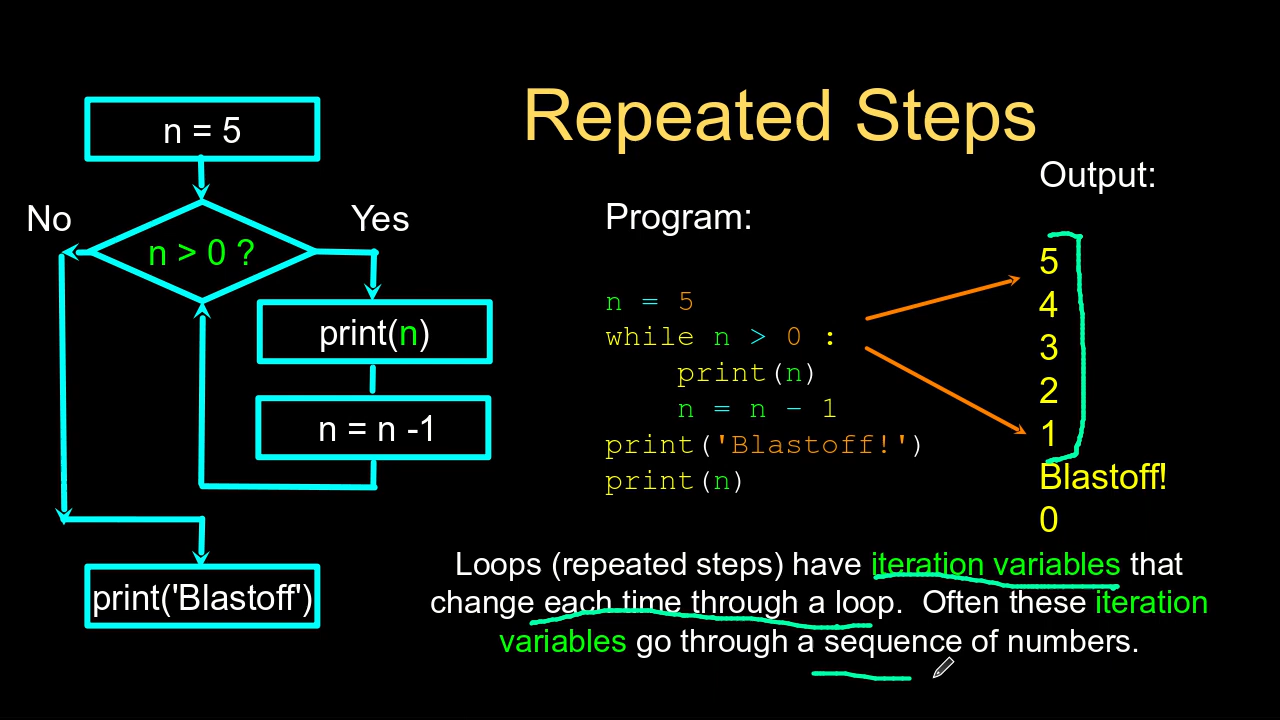 Repeated Steps
n = 5
No
Yes
n > 0 ?
print(n)
n = n -1
print('Blastoff')
Program:
n = 5
while n > 0 :
    print(n)
    n = n – 1
print('Blastoff!')
print(n)
Output:
5
4
3
2
1
Blastoff!
0
Loops (repeated steps) have iteration variables that
change each time through a loop.  Often these iteration
variables go through a sequence of numbers.